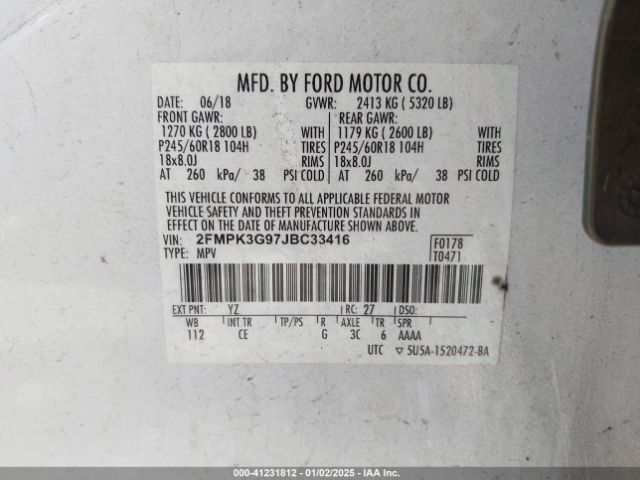 MFD. BY FORD MOTOR CO.
DATE: 06/18 GVWR: 2413 KG ( 5320 LB)
FRONT GAWR: REAR GAWR:
1270 KG ( 2800 LB) WITH 1179 KG ( 2600 LB) WITH
P245/60R18 104H TIRES P245/60R18 104H TIRES
18x8.0J RIMS 18x8.0J RIMS
AT 260 kPa/ 38 PSI COLD AT 260 kPa/ 38 PSI COLD
THIS VEHICLE CONFORMS TO ALL APPLICABLE FEDERAL MOTOR
VEHICLE SAFETY AND THEFT PREVENTION STANDARDS IN
EFFECT ON THE DATE OF MANUFACTURE SHOWN ABOVE.
VIN: 2FMPK3G97JBC33416 F0178
TYPE: MPV T0471
EXT PNT: YZ RC: 27 DSO:
WB INT TR TP/PS R AXLE TR SPR
112 CE G 3C 6 AAAA
UTC ▽ 5U5A-1520472-BA
000-41231812 - 01/02/2025 - IAA Inc.